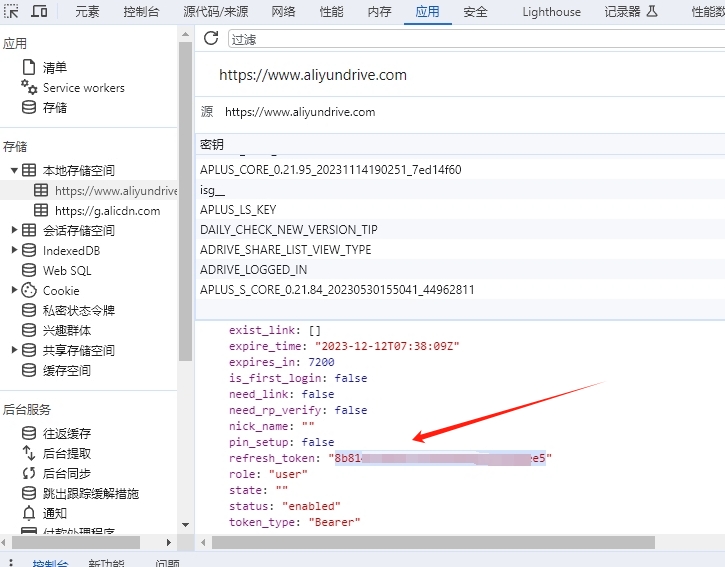 元素 控制台 源代码/来源 网络 性能 内存 应用 安全 Lighthouse 记录器 性能数
应用
清单
Service workers
存储
存储
本地存储空间
https://www.aliyundrive
https://g.alicdn.com
会话存储空间
IndexedDB
Web SQL
Cookie
私密状态令牌
兴趣群体
共享存储空间
缓存空间
后台服务
往返缓存
后台提取
后台同步
跳出跟踪缓解措施
通知
付款处理程序
过滤
https://www.aliyundrive.com
源 https://www.aliyundrive.com
密钥
APLUS_CORE_0.21.95_20231114190251_7ed14f60
isg__
APLUS_LS_KEY
DAILY_CHECK_NEW_VERSION_TIP
ADRIVE_SHARE_LIST_VIEW_TYPE
ADRIVE_LOGGED_IN
APLUS_S_CORE_0.21.84_20230530155041_44962811
exist_link: []
expire_time: "2023-12-12T07:38:09Z"
expires_in: 7200
is_first_login: false
need_link: false
need_rp_verify: false
nick_name: ""
pin_setup: false
refresh_token: "8b81 ee5"
role: "user"
state: ""
status: "enabled"
token_type: "Bearer"
控制台 新功能 问题